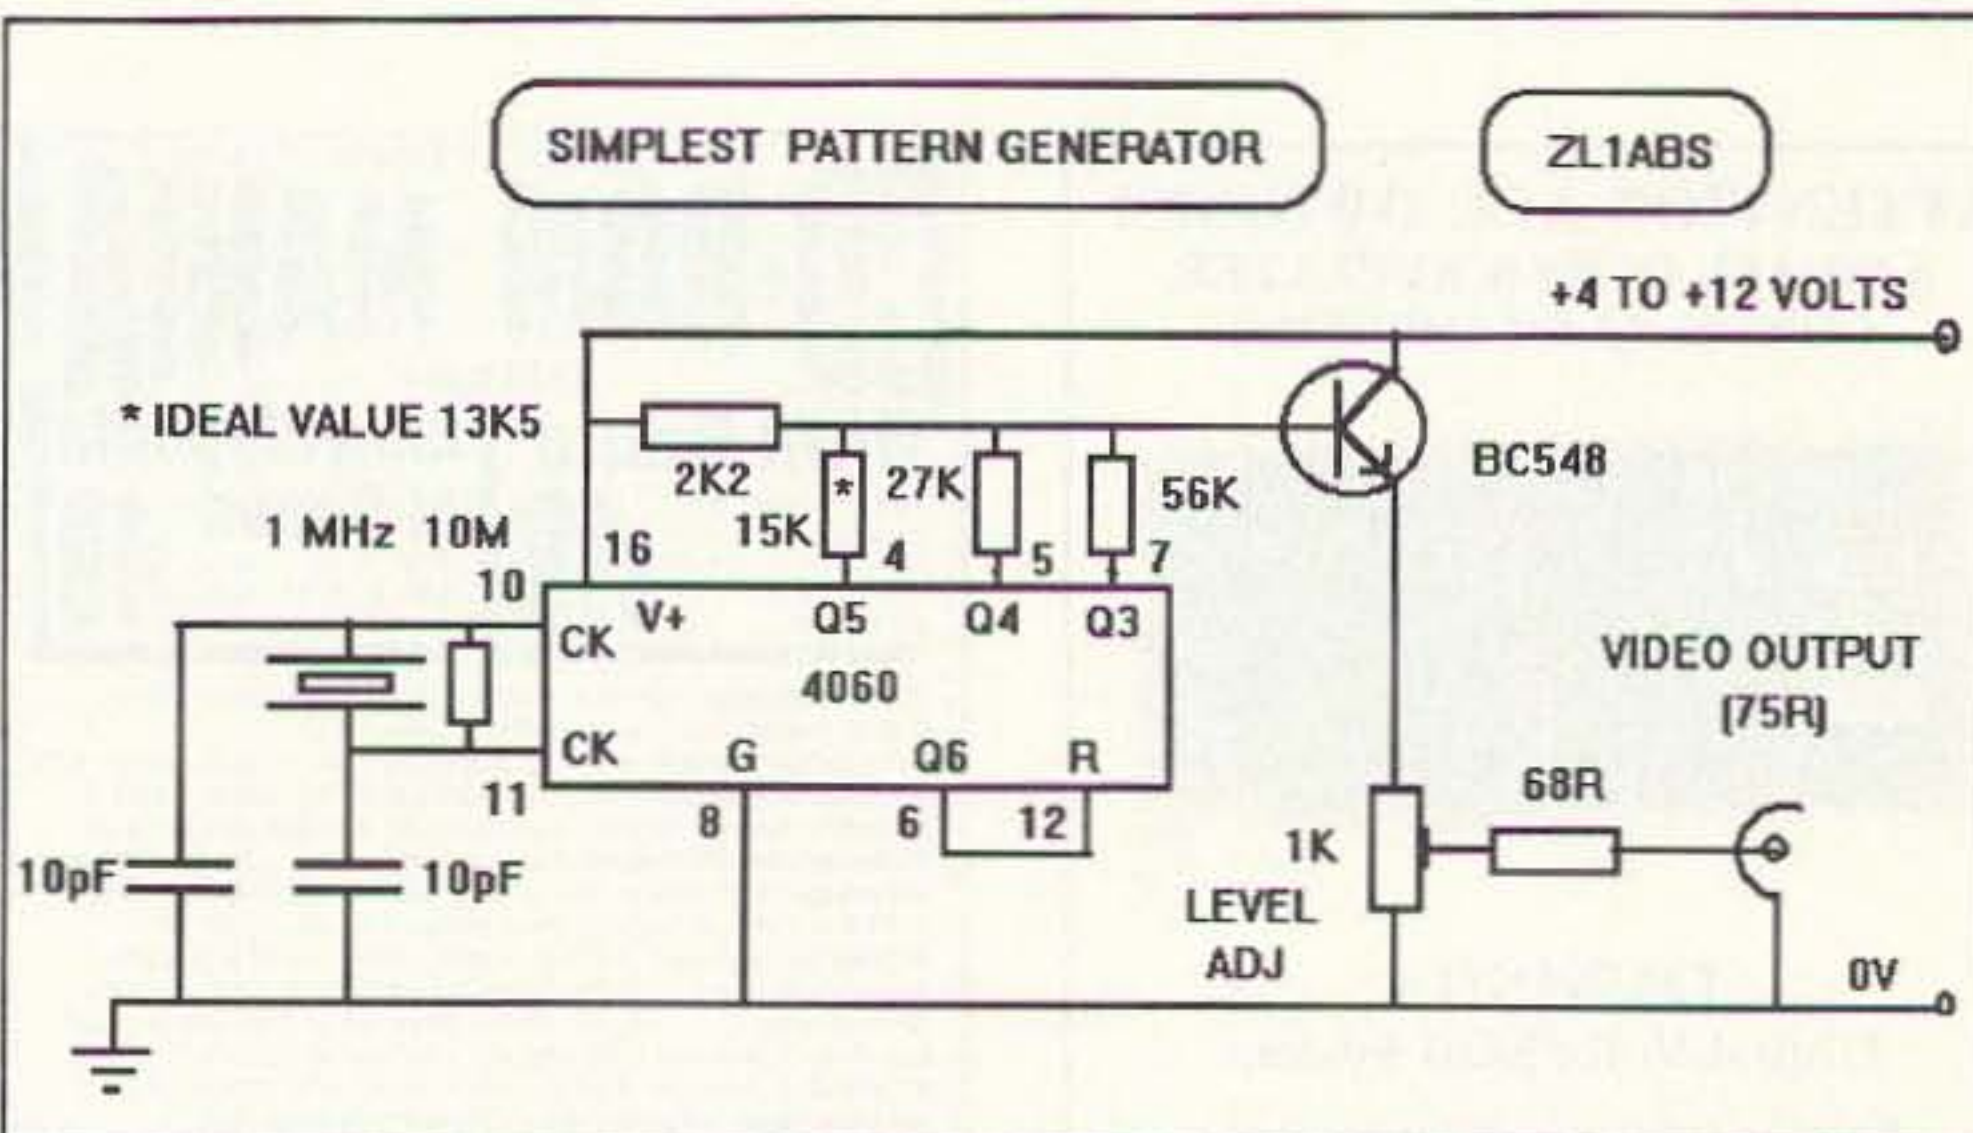 SIMPLEST PATTERN GENERATOR
ZL1ABS
+4 TO +12 VOLTS
* IDEAL VALUE 13K5
2K2
*
27K
56K
BC548
1 MHz 10M
16
15K
4
5
7
10
V+
Q5
Q4
Q3
CK
4060
VIDEO OUTPUT
(75R)
CK
G
Q6
R
11
8
6
12
68R
1K
10pF
10pF
LEVEL
ADJ
0V